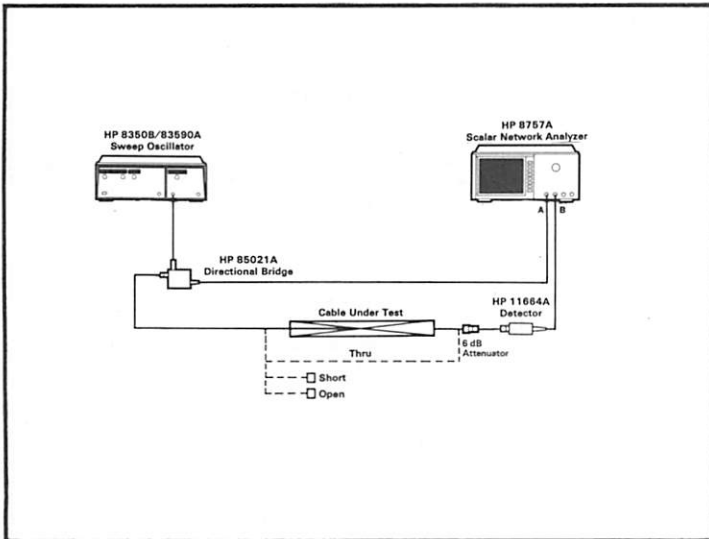 HP 8350B/83590A
Sweep Oscillator
HP 8757A
Scalar Network Analyzer
A
B
HP 85021A
Directional Bridge
HP 11664A
Detector
Cable Under Test
6 dB
Attenuator
Thru
Short
Open